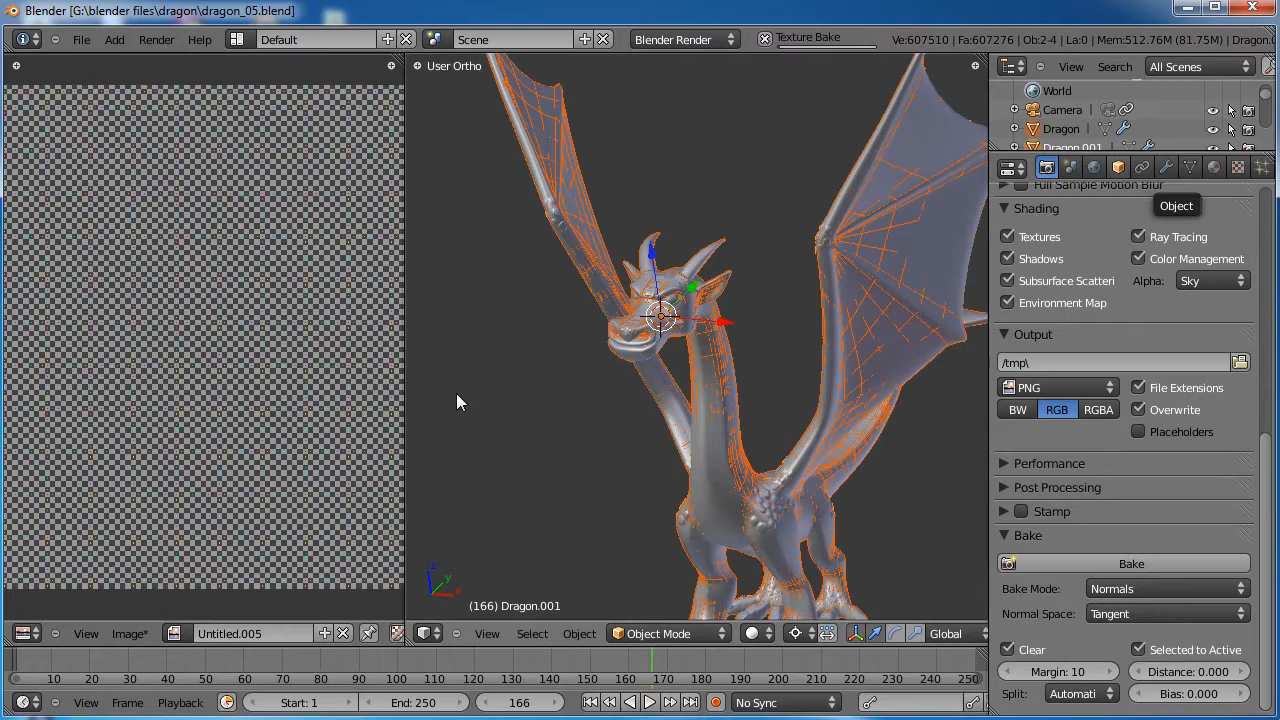 Blender [G:\blender files\dragon\dragon_05.blend]
File Add Render Help Default Scene Blender Render Texture Bake Ve:607510 | Fa:607276 | Ob:2-4 | La:0 | Mem:512.76M (81.75M) | Dragon.0
User Ortho
View Search All Scenes
World
Camera
Dragon
Dragon.001
Full Sample Motion Blur
Object
Shading
Textures Ray Tracing
Shadows Color Management
Subsurface Scatteri Alpha: Sky
Environment Map
Output
/tmp\
PNG File Extensions
BW RGB RGBA Overwrite
Placeholders
Performance
Post Processing
Stamp
Bake
Bake
Bake Mode: Normals
Normal Space: Tangent
Clear Selected to Active
Margin: 10 Distance: 0.000
Split: Automati Bias: 0.000
z
y
x
(166) Dragon.001
View Image* Untitled.005 View Select Object Object Mode Global
10 20 30 40 50 60 70 80 90 100 110 120 130 140 150 160 170 180 190 200 210 220 230 240 250
View Frame Playback Start: 1 End: 250 166 No Sync